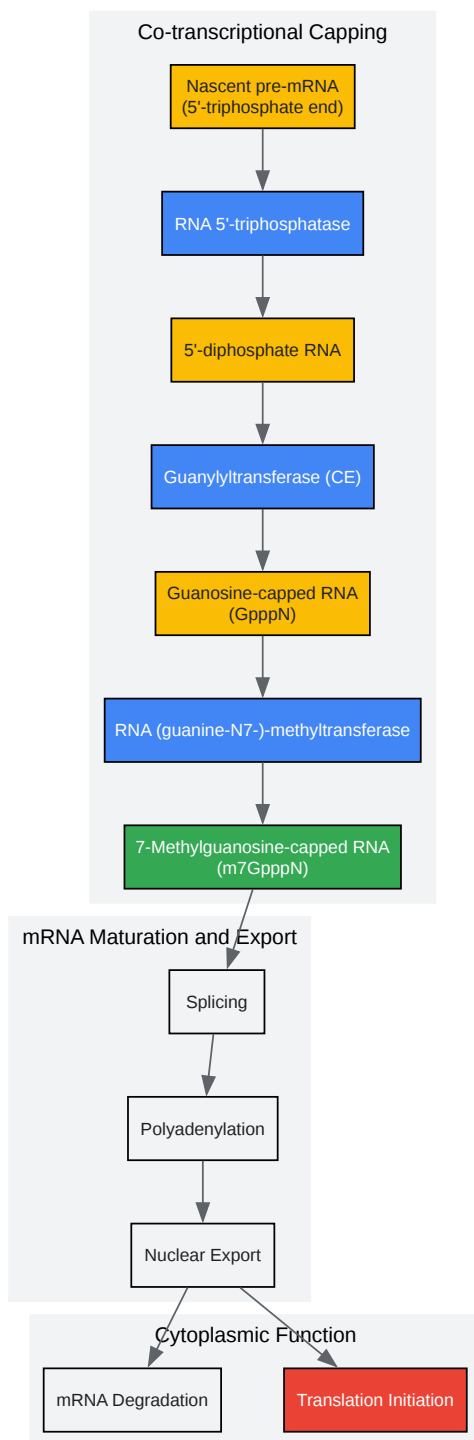 Co-transcriptional Capping
Nascent pre-mRNA
(5'-triphosphate end)
RNA 5'-triphosphatase
5'-diphosphate RNA
Guanylyltransferase (CE)
Guanosine-capped RNA
(GpppN)
RNA (guanine-N7-)-methyltransferase
7-Methylguanosine-capped RNA
(m7GpppN)
mRNA Maturation and Export
Splicing
Polyadenylation
Nuclear Export
Cytoplasmic Function
mRNA Degradation
Translation Initiation